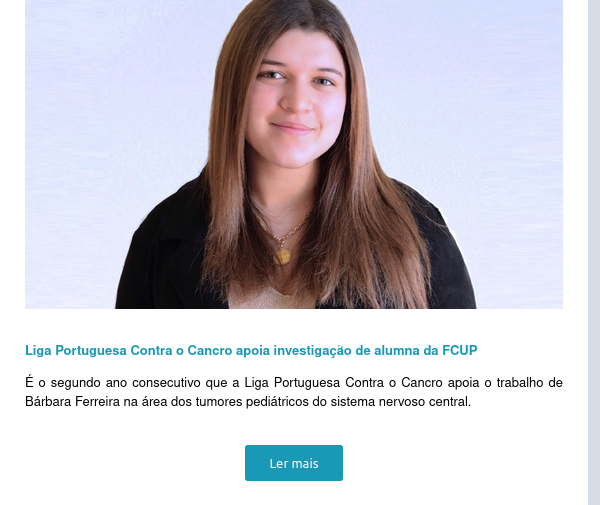 Liga Portuguesa Contra o Cancro apoia investigação de alumna da FCUP
É o segundo ano consecutivo que a Liga Portuguesa Contra o Cancro apoia o trabalho de
Bárbara Ferreira na área dos tumores pediátricos do sistema nervoso central.
Ler mais